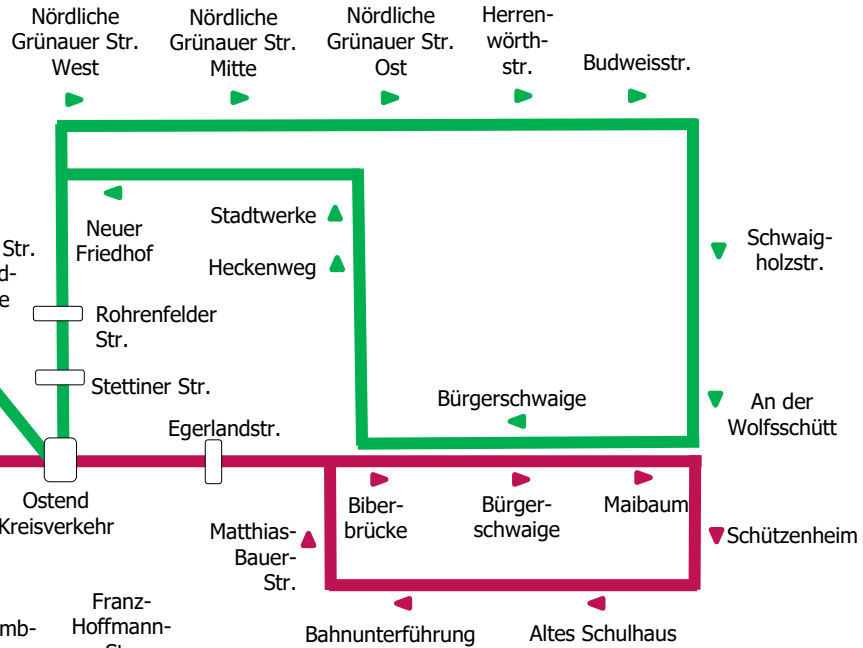 Nördliche
Grünauer Str.
West
Nördliche
Grünauer Str.
Mitte
Nördliche
Grünauer Str.
Ost
Herren-
wörth-
str.
Budweisstr.
Neuer
Friedhof
Stadtwerke
Heckenweg
Schwaig-
holzstr.
Str.
d-
e
Rohrenfelder
Str.
Stettiner Str.
Bürgerschwaige
An der
Wolfsschütt
Egerlandstr.
Ostend
Kreisverkehr
Biber-
brücke
Bürger-
schwaige
Maibaum
Matthias-
Bauer-
Str.
Schützenheim
Bahnunterführung
Altes Schulhaus
mb-
Franz-
Hoffmann-